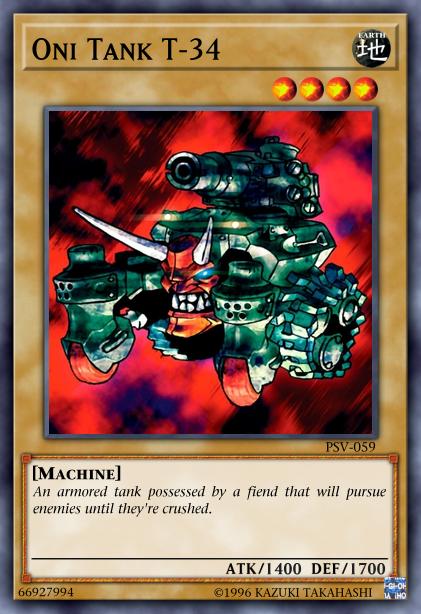 ONI TANK T-34
EARTH
地
PSV-059
[MACHINE]
An armored tank possessed by a fiend that will pursue
enemies until they're crushed.
ATK/1400 DEF/1700
66927994
©1996 KAZUKI TAKAHASHI